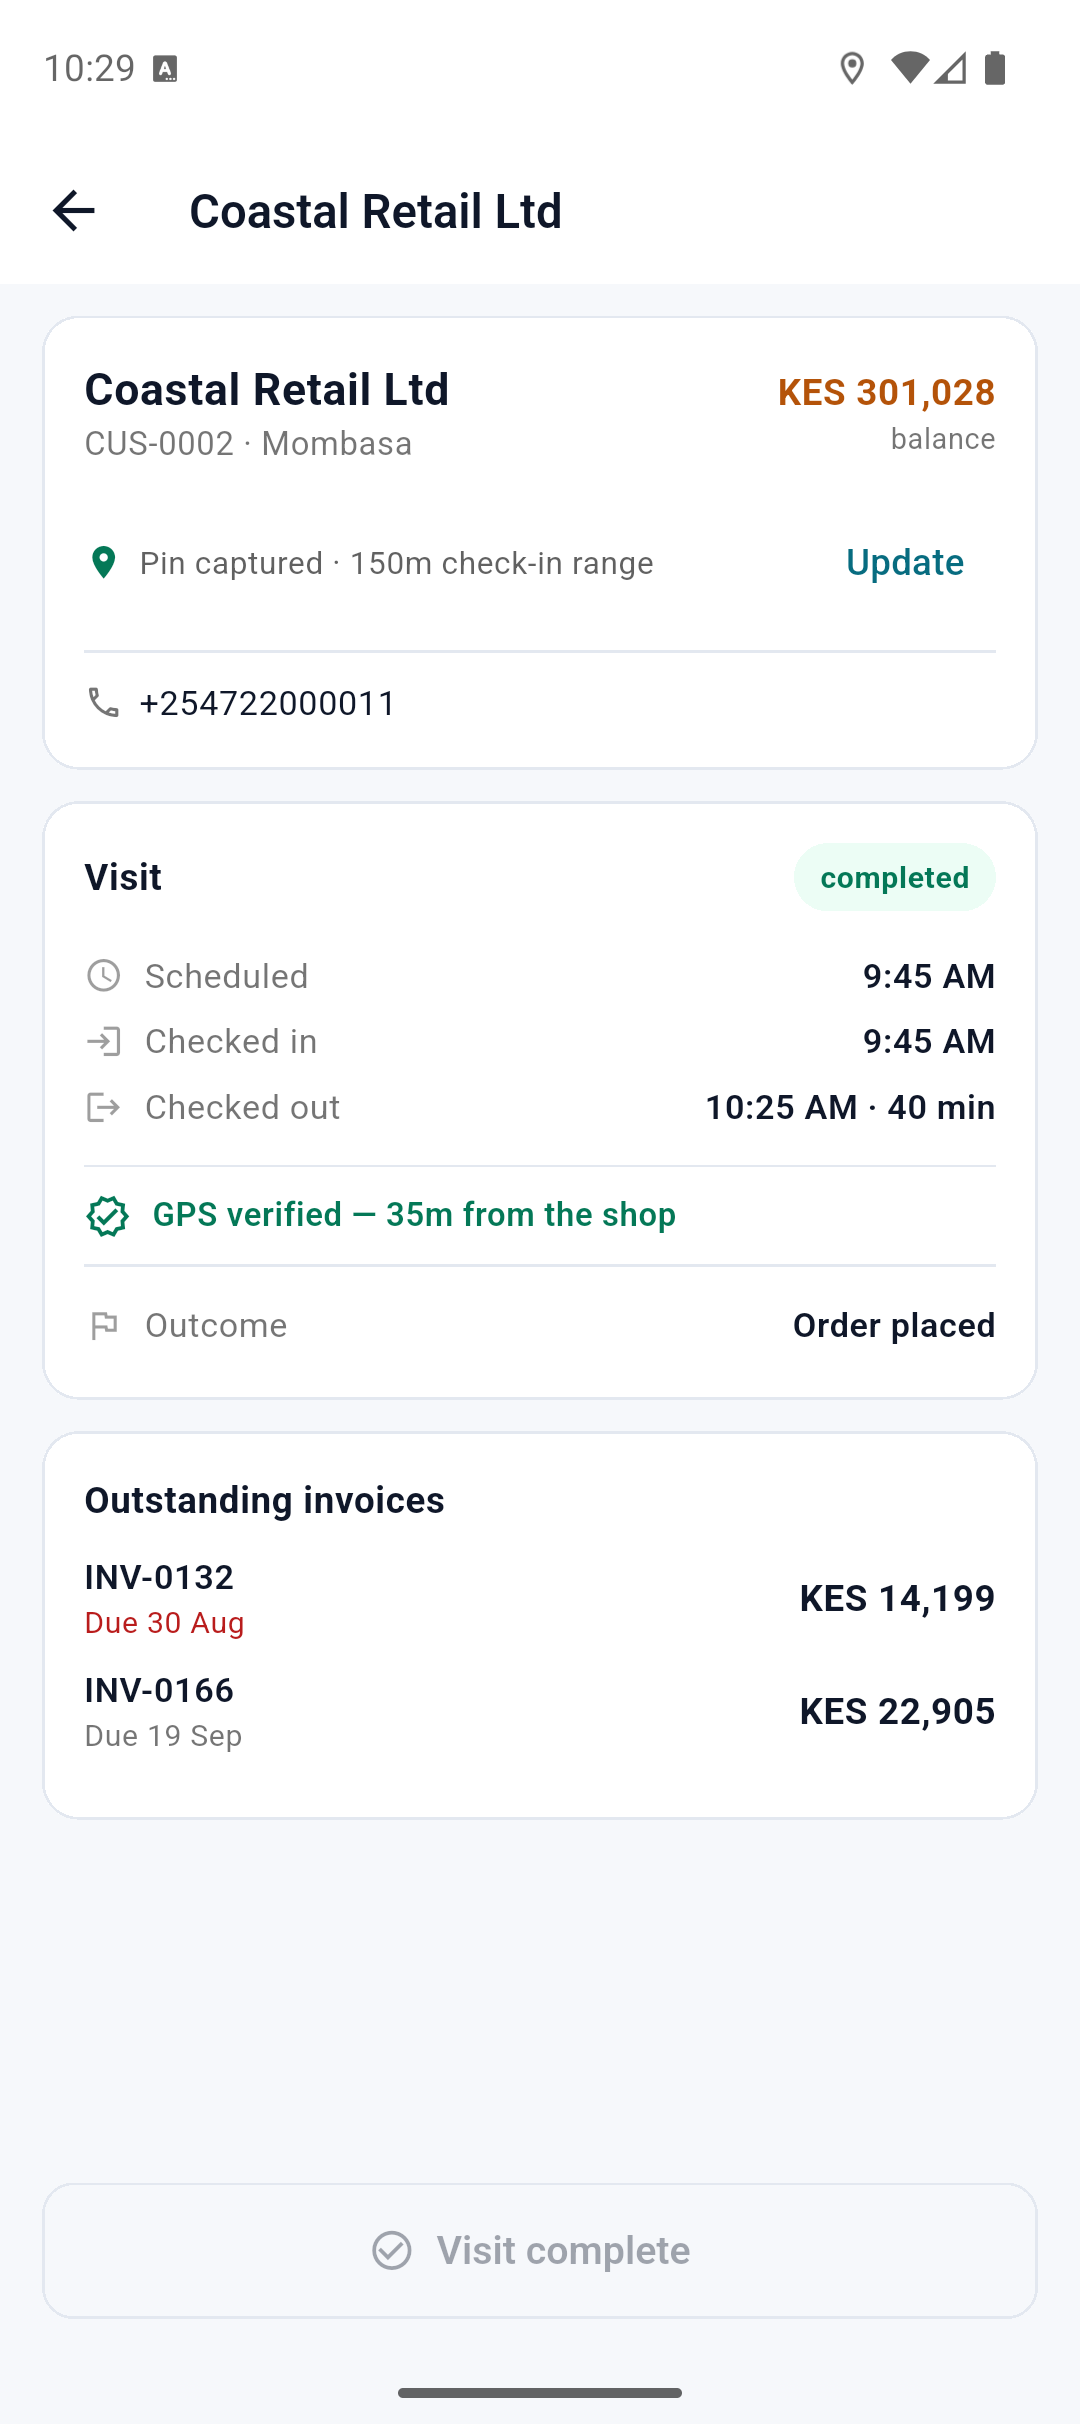 10:29
Coastal Retail Ltd
Coastal Retail Ltd
KES 301,028
CUS-0002 · Mombasa
balance
Pin captured · 150m check-in range
Update
+254722000011
Visit
completed
Scheduled
9:45 AM
Checked in
9:45 AM
Checked out
10:25 AM · 40 min
GPS verified — 35m from the shop
Outcome
Order placed
Outstanding invoices
INV-0132
KES 14,199
Due 30 Aug
INV-0166
KES 22,905
Due 19 Sep
Visit complete